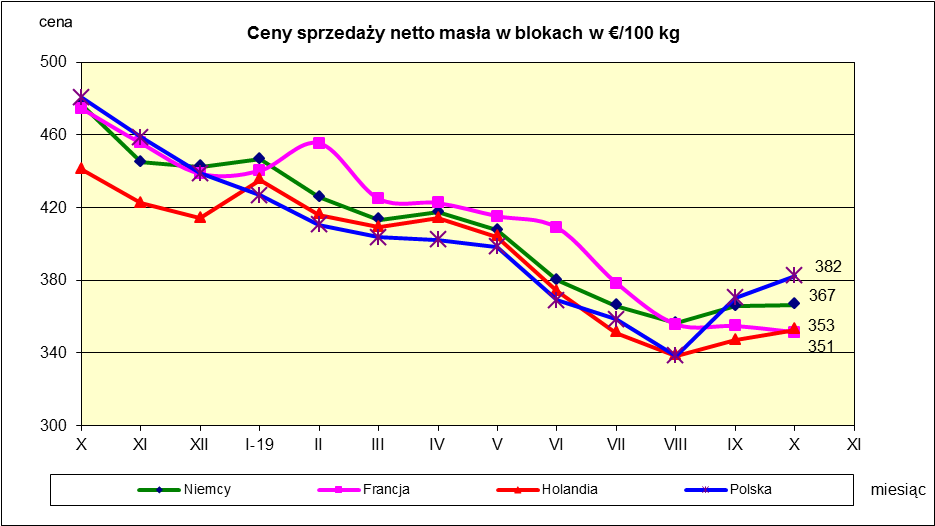 cena
Ceny sprzedaży netto masła w blokach w €/100 kg
500
460
420
380
340
300
382
367
353
351
X XI XII I-19 II III IV V VI VII VIII IX X XI
Niemcy Francja Holandia Polska
miesiąc